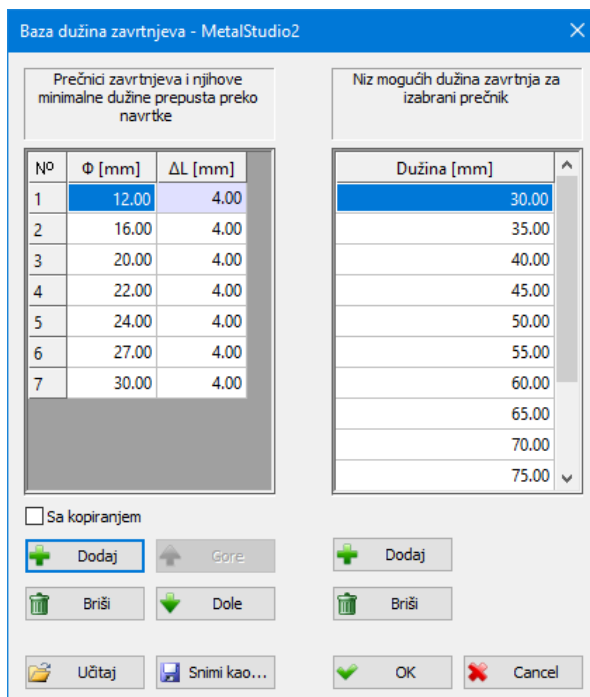 Baza dužina zavrtnjeva - MetalStudio2
Prečnici zavrtnjeva i njihove
minimalne dužine prepusta preko
navrtke
Nº Φ [mm] ΔL [mm]
1 12.00 4.00
2 16.00 4.00
3 20.00 4.00
4 22.00 4.00
5 24.00 4.00
6 27.00 4.00
7 30.00 4.00
Niz mogućih dužina zavrtnja za
izabrani prečnik
Dužina [mm]
30.00
35.00
40.00
45.00
50.00
55.00
60.00
65.00
70.00
75.00
Sa kopiranjem
Dodaj Gore
Briši Dole
Učitaj Snimi kao...
Dodaj
Briši
OK Cancel